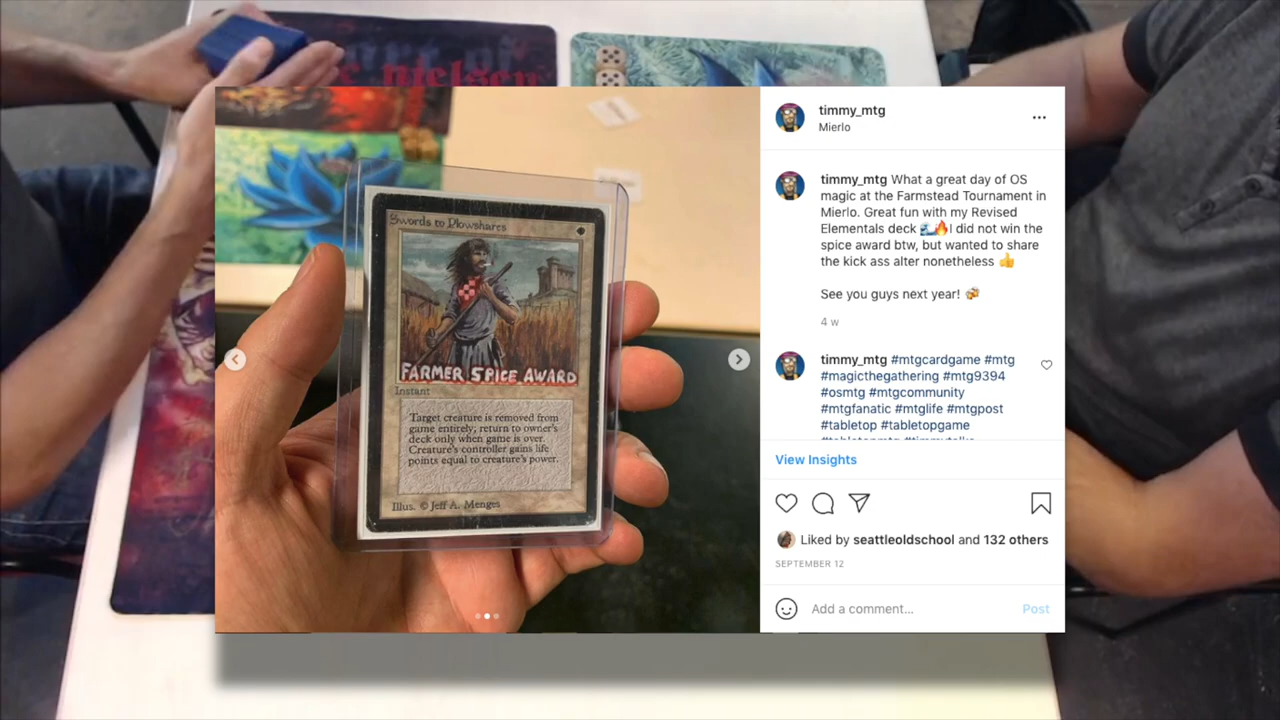 nielsen
timmy_mtg
Mierlo
timmy_mtg What a great day of OS
magic at the Farmstead Tournament in
Mierlo. Great fun with my Revised
Elementals deck 🌊🔥I did not win the
spice award btw, but wanted to share
the kick ass alter nonetheless 👍
See you guys next year! 🍻
4 w
timmy_mtg #mtgcardgame #mtg
#magicthegathering #mtg9394
#osmtg #mtgcommunity
#mtgfanatic #mtglife #mtgpost
#tabletop #tabletopgame
#tabletopmtg #timmytalks
View Insights
Liked by seattleoldschool and 132 others
SEPTEMBER 12
Add a comment...
Post
Swords to Plowshares
FARMER SPICE AWARD
Instant
Target creature is removed from
game entirely; return to owner's
deck only when game is over.
Creature's controller gains life
points equal to creature's power.
Illus. © Jeff A. Menges